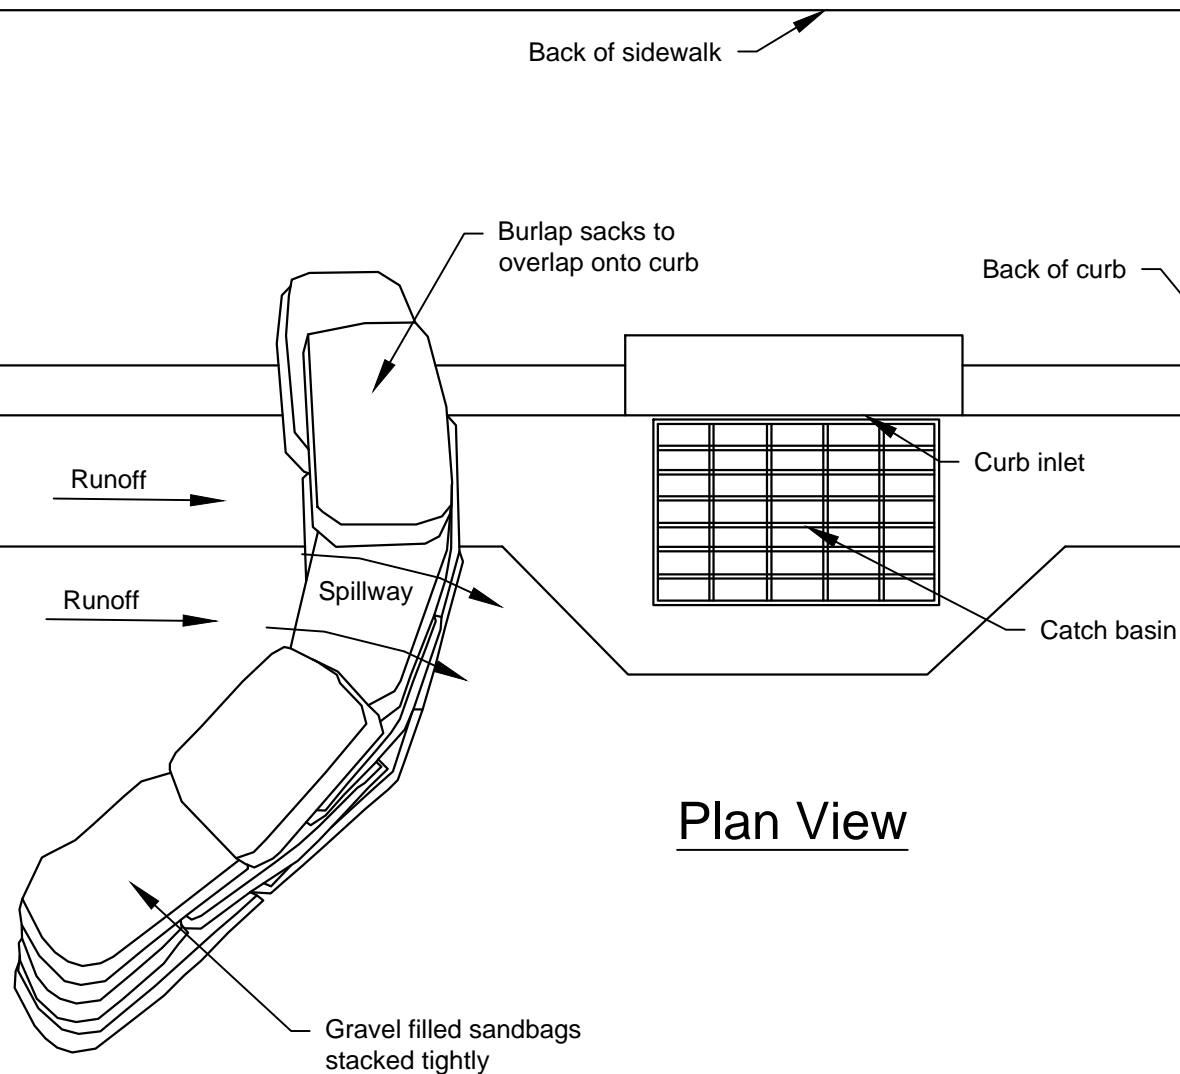 Back of sidewalk
Burlap sacks to
overlap onto curb
Back of curb
Runoff
Curb inlet
Spillway
Runoff
Catch basin
Plan View
Gravel filled sandbags
stacked tightly